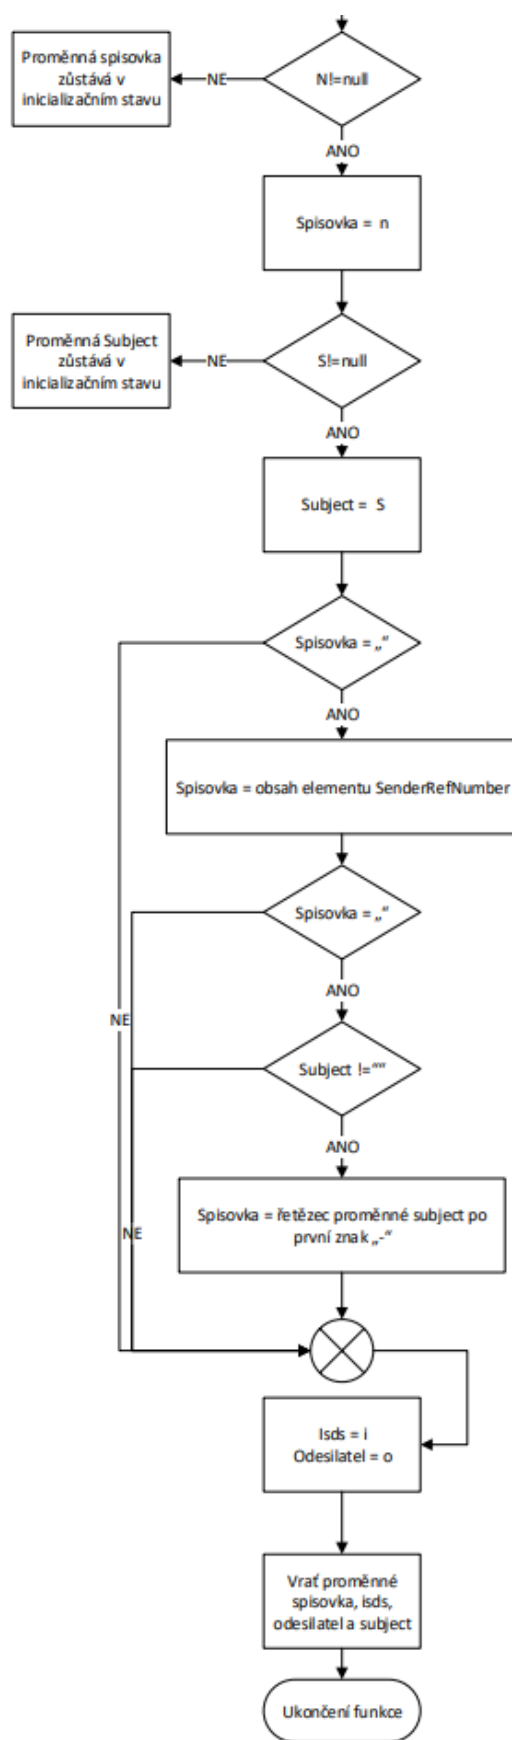 Proměnná spisovka
zůstává v
inicializačním stavu
NE
N!=null
ANO
Spisovka = n
Proměnná Subject
zůstává v
inicializačním stavu
NE
S!=null
ANO
Subject = S
Spisovka = „“
ANO
Spisovka = obsah elementu SenderRefNumber
Spisovka = „“
ANO
NE
Subject !=““
ANO
Spisovka = řetězec proměnné subject po
první znak „-“
NE
Isds = i
Odesilatel = o
Vrať proměnné
spisovka, isds,
odesilatel a subject
Ukončení funkce